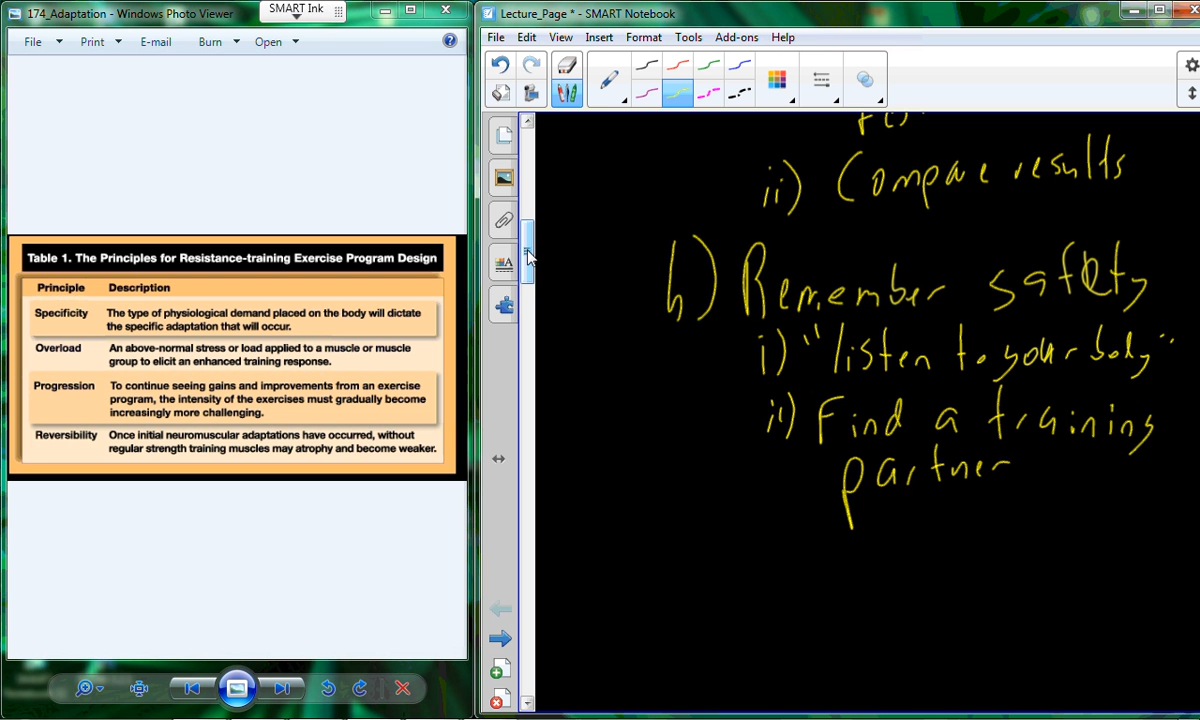 174_Adaptation - Windows Photo Viewer
SMART Ink
File Print E-mail Burn Open
Table 1. The Principles for Resistance-training Exercise Program Design
Principle Description
Specificity The type of physiological demand placed on the body will dictate
the specific adaptation that will occur.
Overload An above-normal stress or load applied to a muscle or muscle
group to elicit an enhanced training response.
Progression To continue seeing gains and improvements from an exercise
program, the intensity of the exercises must gradually become
increasingly more challenging.
Reversibility Once initial neuromuscular adaptations have occurred, without
regular strength training muscles may atrophy and become weaker.
Lecture_Page * - SMART Notebook
File Edit View Insert Format Tools Add-ons Help
ii) Compare results
h) Remember safety
i) "listen to your body"
ii) Find a training
partner